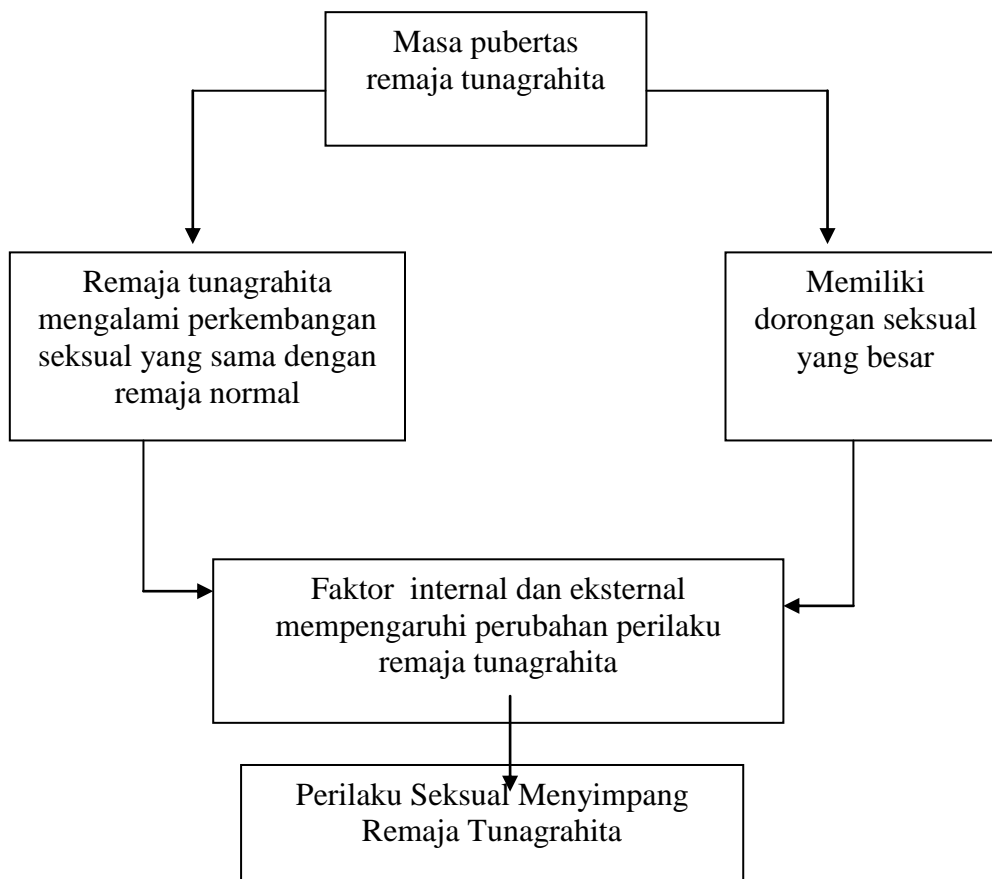 Masa pubertas
remaja tunagrahita
Remaja tunagrahita
mengalami perkembangan
seksual yang sama dengan
remaja normal
Memiliki
dorongan seksual
yang besar
Faktor  internal dan eksternal
mempengaruhi perubahan perilaku
remaja tunagrahita
Perilaku Seksual Menyimpang
Remaja Tunagrahita